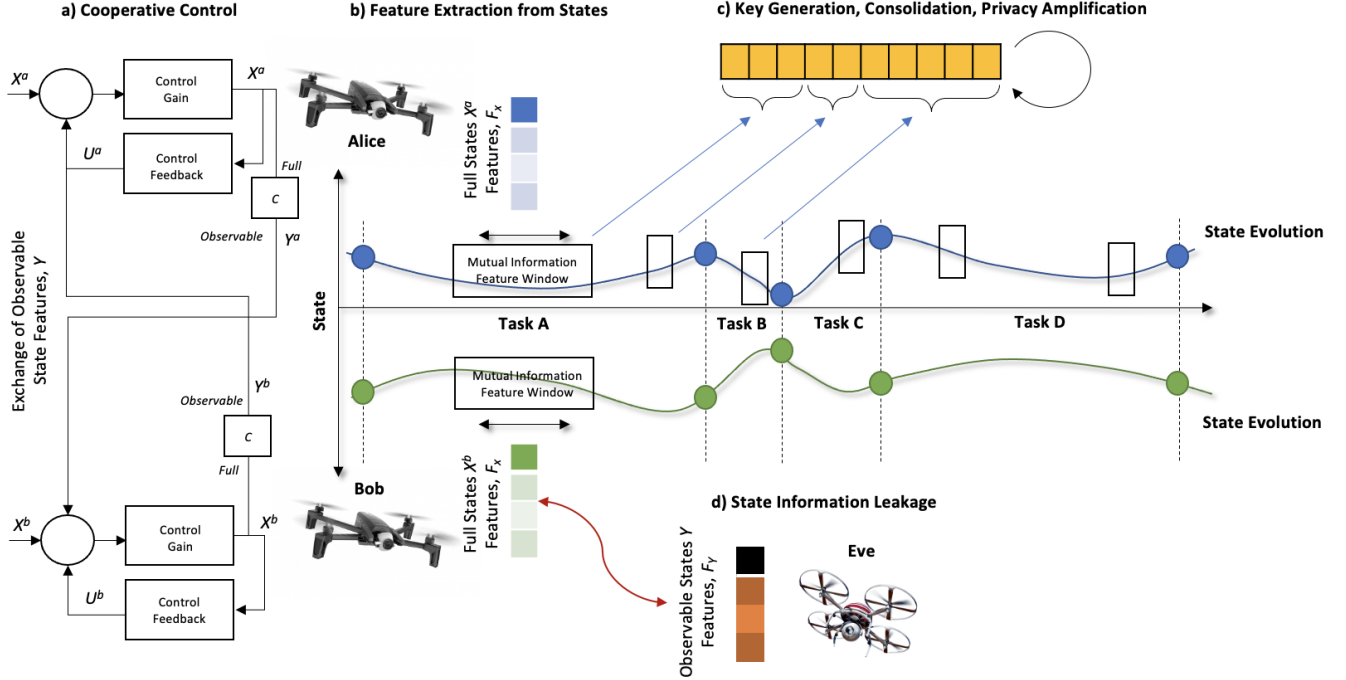 a) Cooperative Control
b) Feature Extraction from States
c) Key Generation, Consolidation, Privacy Amplification
Xᵃ
Control
Gain
Xᵃ
Uᵃ
Control
Feedback
Full
C
Observable
Yᵃ
Exchange of Observable
State Features, Y
Yᵇ
Observable
C
Full
Xᵇ
Control
Gain
Xᵇ
Uᵇ
Control
Feedback
Alice
Full States Xᵃ
Features, Fₓ
State
Mutual Information
Feature Window
State Evolution
Task A
Task B
Task C
Task D
Mutual Information
Feature Window
State Evolution
Bob
Full States Xᵇ
Features, Fₓ
d) State Information Leakage
Eve
Observable States Y
Features, F_Y